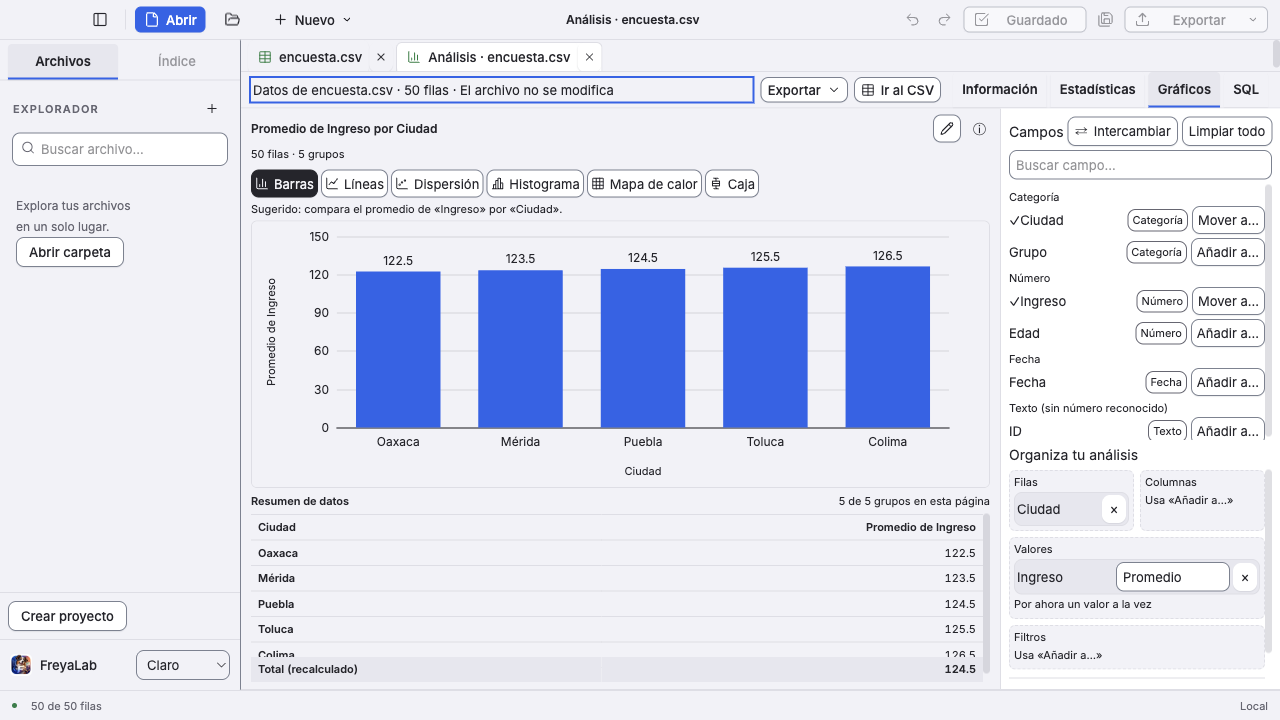 Abrir
Nuevo
Análisis · encuesta.csv
Guardado
Exportar
Archivos
Índice
EXPLORADOR
Buscar archivo...
Explora tus archivos
en un solo lugar.
Abrir carpeta
Crear proyecto
FreyaLab
Claro
encuesta.csv
Análisis · encuesta.csv
Datos de encuesta.csv · 50 filas · El archivo no se modifica
Exportar
Ir al CSV
Información
Estadísticas
Gráficos
SQL
Promedio de Ingreso por Ciudad
50 filas · 5 grupos
Barras
Líneas
Dispersión
Histograma
Mapa de calor
Caja
Sugerido: compara el promedio de «Ingreso» por «Ciudad».
150
120
90
60
30
0
Promedio de Ingreso
122.5
123.5
124.5
125.5
126.5
Oaxaca
Mérida
Puebla
Toluca
Colima
Ciudad
Resumen de datos
5 de 5 grupos en esta página
Ciudad Promedio de Ingreso
Oaxaca 122.5
Mérida 123.5
Puebla 124.5
Toluca 125.5
Colima 126.5
Total (recalculado) 124.5
Campos
Intercambiar
Limpiar todo
Buscar campo...
Categoría
Ciudad Categoría Mover a...
Grupo Categoría Añadir a...
Número
Ingreso Número Mover a...
Edad Número Añadir a...
Fecha
Fecha Fecha Añadir a...
Texto (sin número reconocido)
ID Texto Añadir a...
Organiza tu análisis
Filas
Ciudad ×
Columnas
Usa «Añadir a...»
Valores
Ingreso Promedio ×
Por ahora un valor a la vez
Filtros
Usa «Añadir a...»
50 de 50 filas
Local